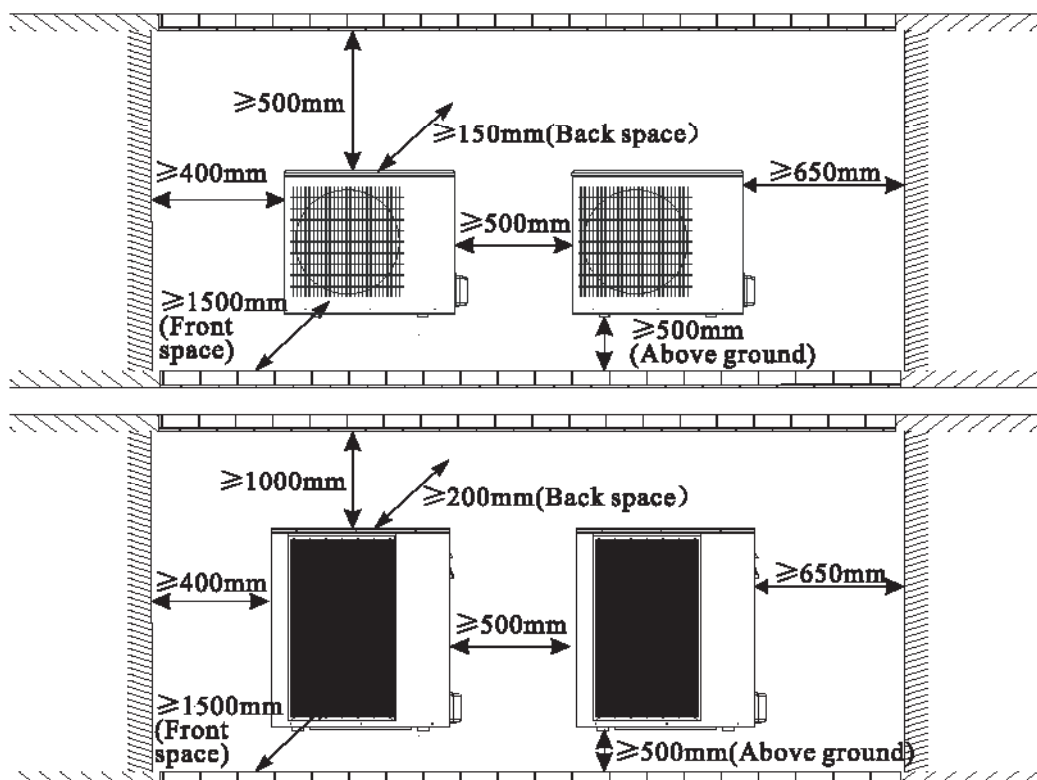 ≥500mm
≥150mm(Back space）
≥400mm
≥650mm
≥500mm
≥1500mm
(Front
space)
≥500mm
(Above ground)
≥1000mm
≥200mm(Back space）
≥400mm
≥650mm
≥500mm
≥1500mm
(Front
space)
≥500mm(Above ground)